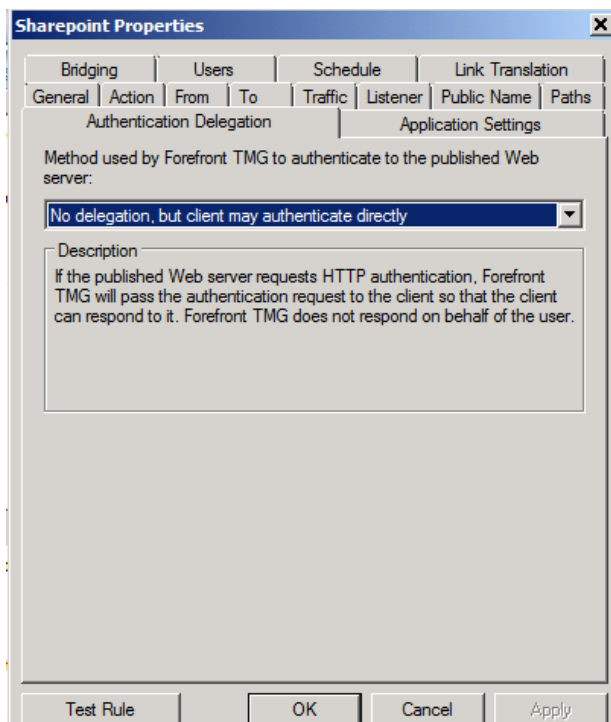 Sharepoint Properties
Bridging Users Schedule Link Translation
General Action From To Traffic Listener Public Name Paths
Authentication Delegation Application Settings
Method used by Forefront TMG to authenticate to the published Web
server:
No delegation, but client may authenticate directly
Description
If the published Web server requests HTTP authentication, Forefront
TMG will pass the authentication request to the client so that the client
can respond to it. Forefront TMG does not respond on behalf of the user.
Test Rule OK Cancel Apply